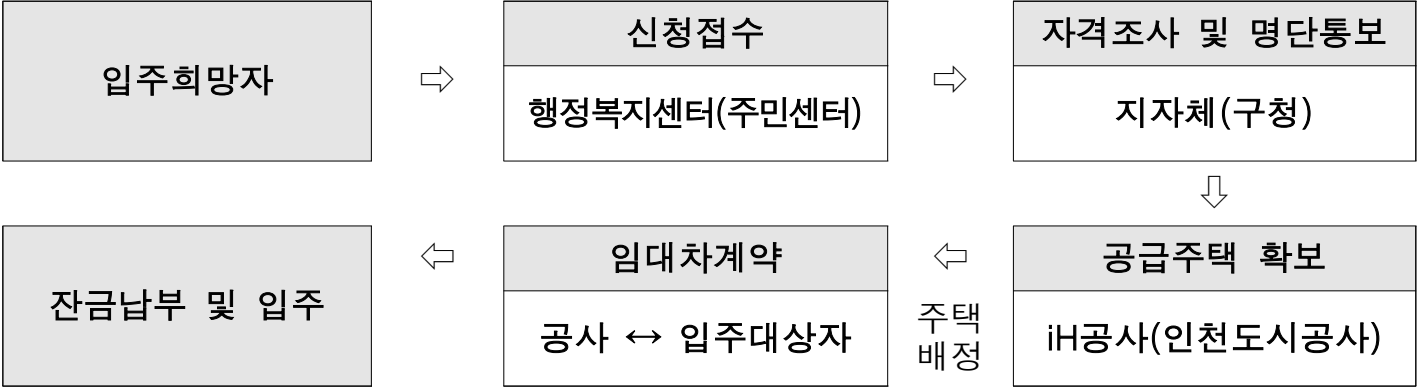 입주희망자
신청접수
행정복지센터(주민센터)
자격조사 및 명단통보
지자체(구청)
공급주택 확보
iH공사(인천도시공사)
주택
배정
임대차계약
공사 ↔ 입주대상자
잔금납부 및 입주